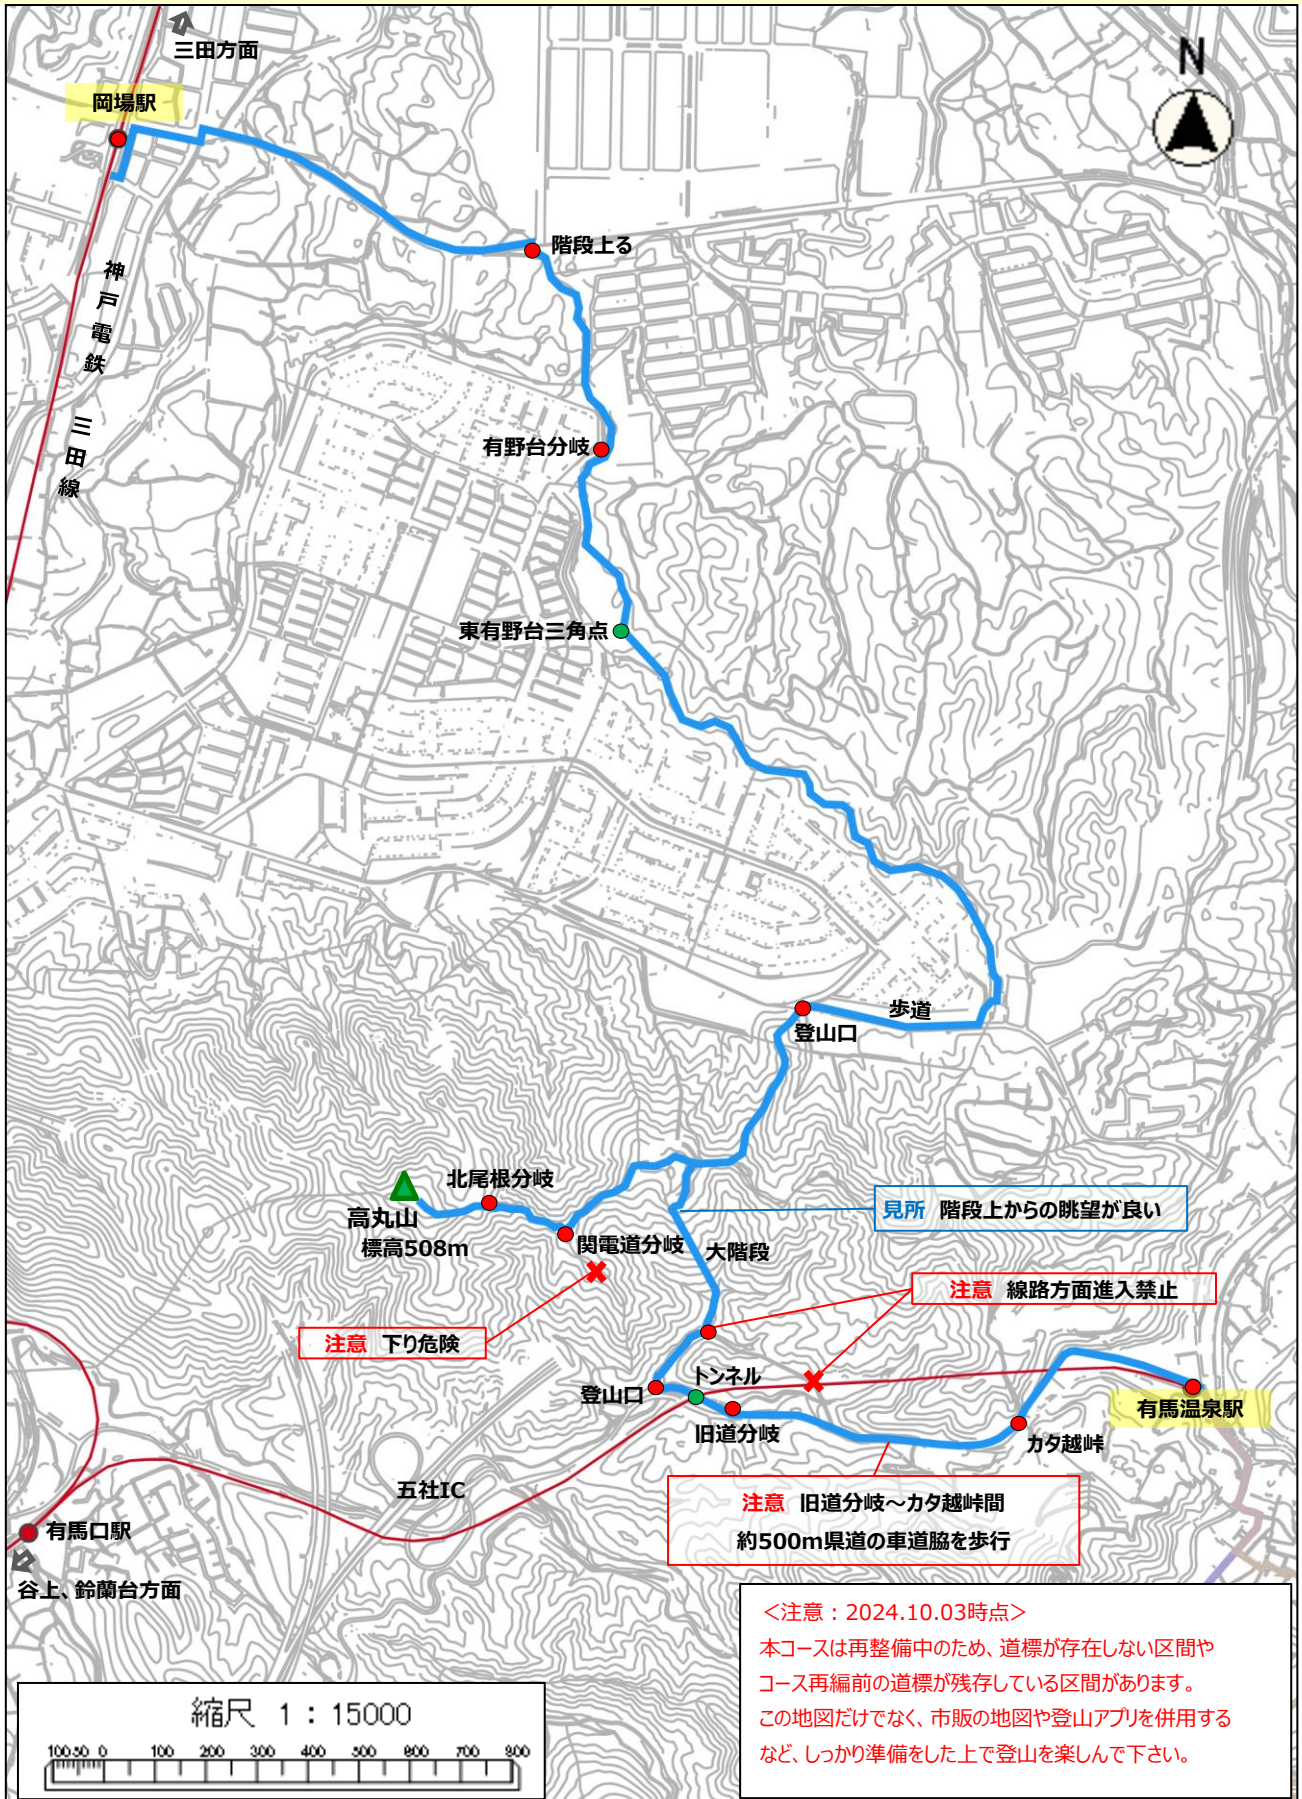 三田方面
岡場駅
N
階段上る
神戸電鉄 三田線
有野台分岐
東有野台三角点
歩道
登山口
北尾根分岐
高丸山
標高508m
関電道分岐
見所 階段上からの眺望が良い
大階段
注意 線路方面進入禁止
注意 下り危険
トンネル
登山口
有馬温泉駅
旧道分岐
カタ越峠
五社IC
注意 旧道分岐～カタ越峠間
約500m県道の車道脇を歩行
有馬口駅
谷上、鈴蘭台方面
＜注意：2024.10.03時点＞
本コースは再整備中のため、道標が存在しない区間や
コース再編前の道標が残存している区間があります。
この地図だけでなく、市販の地図や登山アプリを併用する
など、しっかり準備をした上で登山を楽しんで下さい。
縮尺 1：15000
100 50 0 100 200 300 400 500 600 700 800